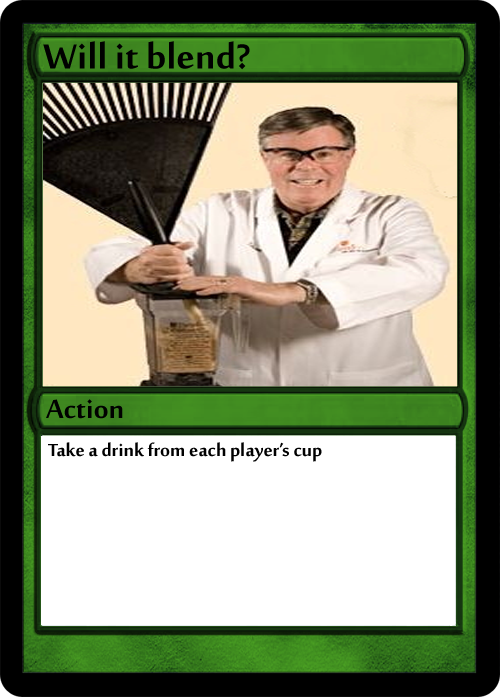 Will it blend?
Action
Take a drink from each player's cup